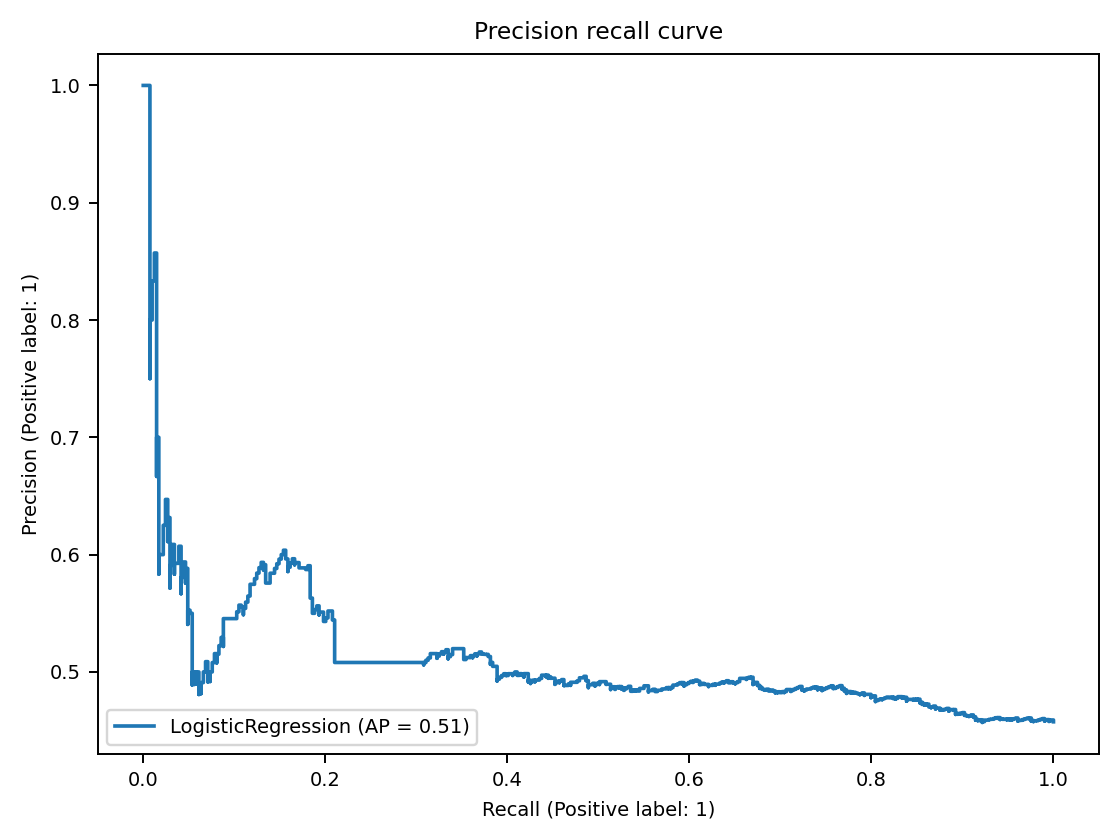 Precision recall curve
Precision (Positive label: 1)
1.0
0.9
0.8
0.7
0.6
0.5
LogisticRegression (AP = 0.51)
0.0 0.2 0.4 0.6 0.8 1.0
Recall (Positive label: 1)